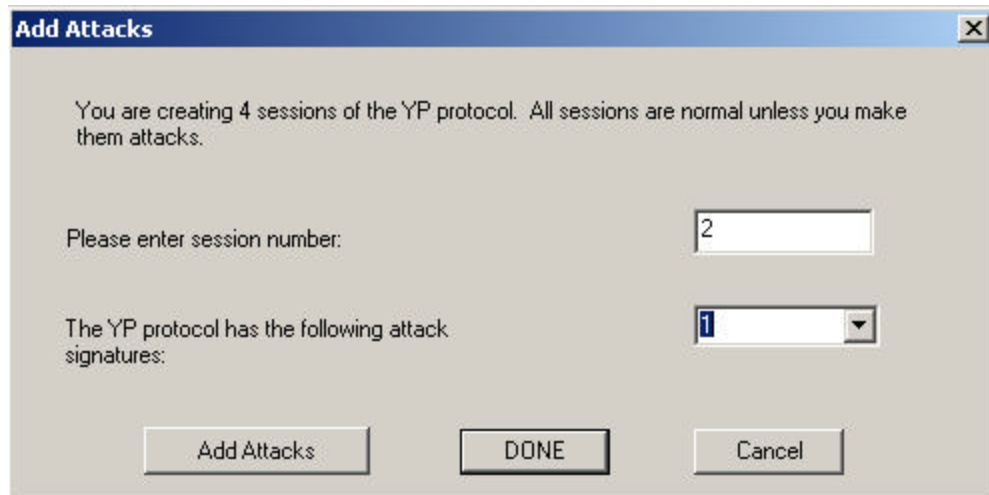 Add Attacks
You are creating 4 sessions of the YP protocol. All sessions are normal unless you make
them attacks.
Please enter session number:
2
The YP protocol has the following attack
signatures:
1
Add Attacks
DONE
Cancel